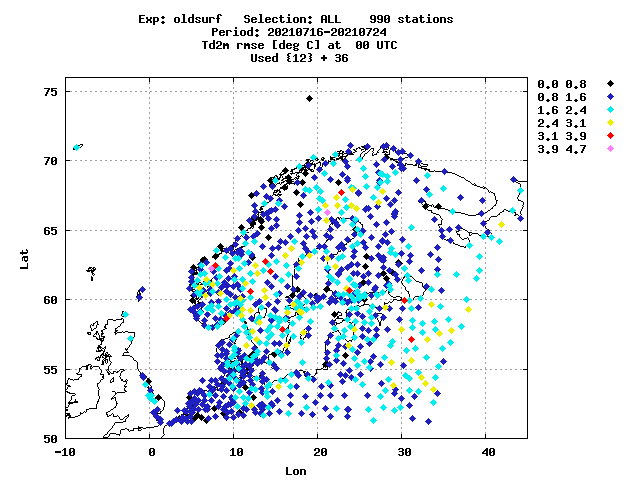 Exp: oldsurf   Selection: ALL    990 stations
Period: 20210716-20210724
Td2m rmse [deg C] at  00 UTC
Used {12} + 36
0.0 0.8
0.8 1.6
1.6 2.4
2.4 3.1
3.1 3.9
3.9 4.7
75
70
65
60
55
50
Lat
-10 0 10 20 30 40
Lon